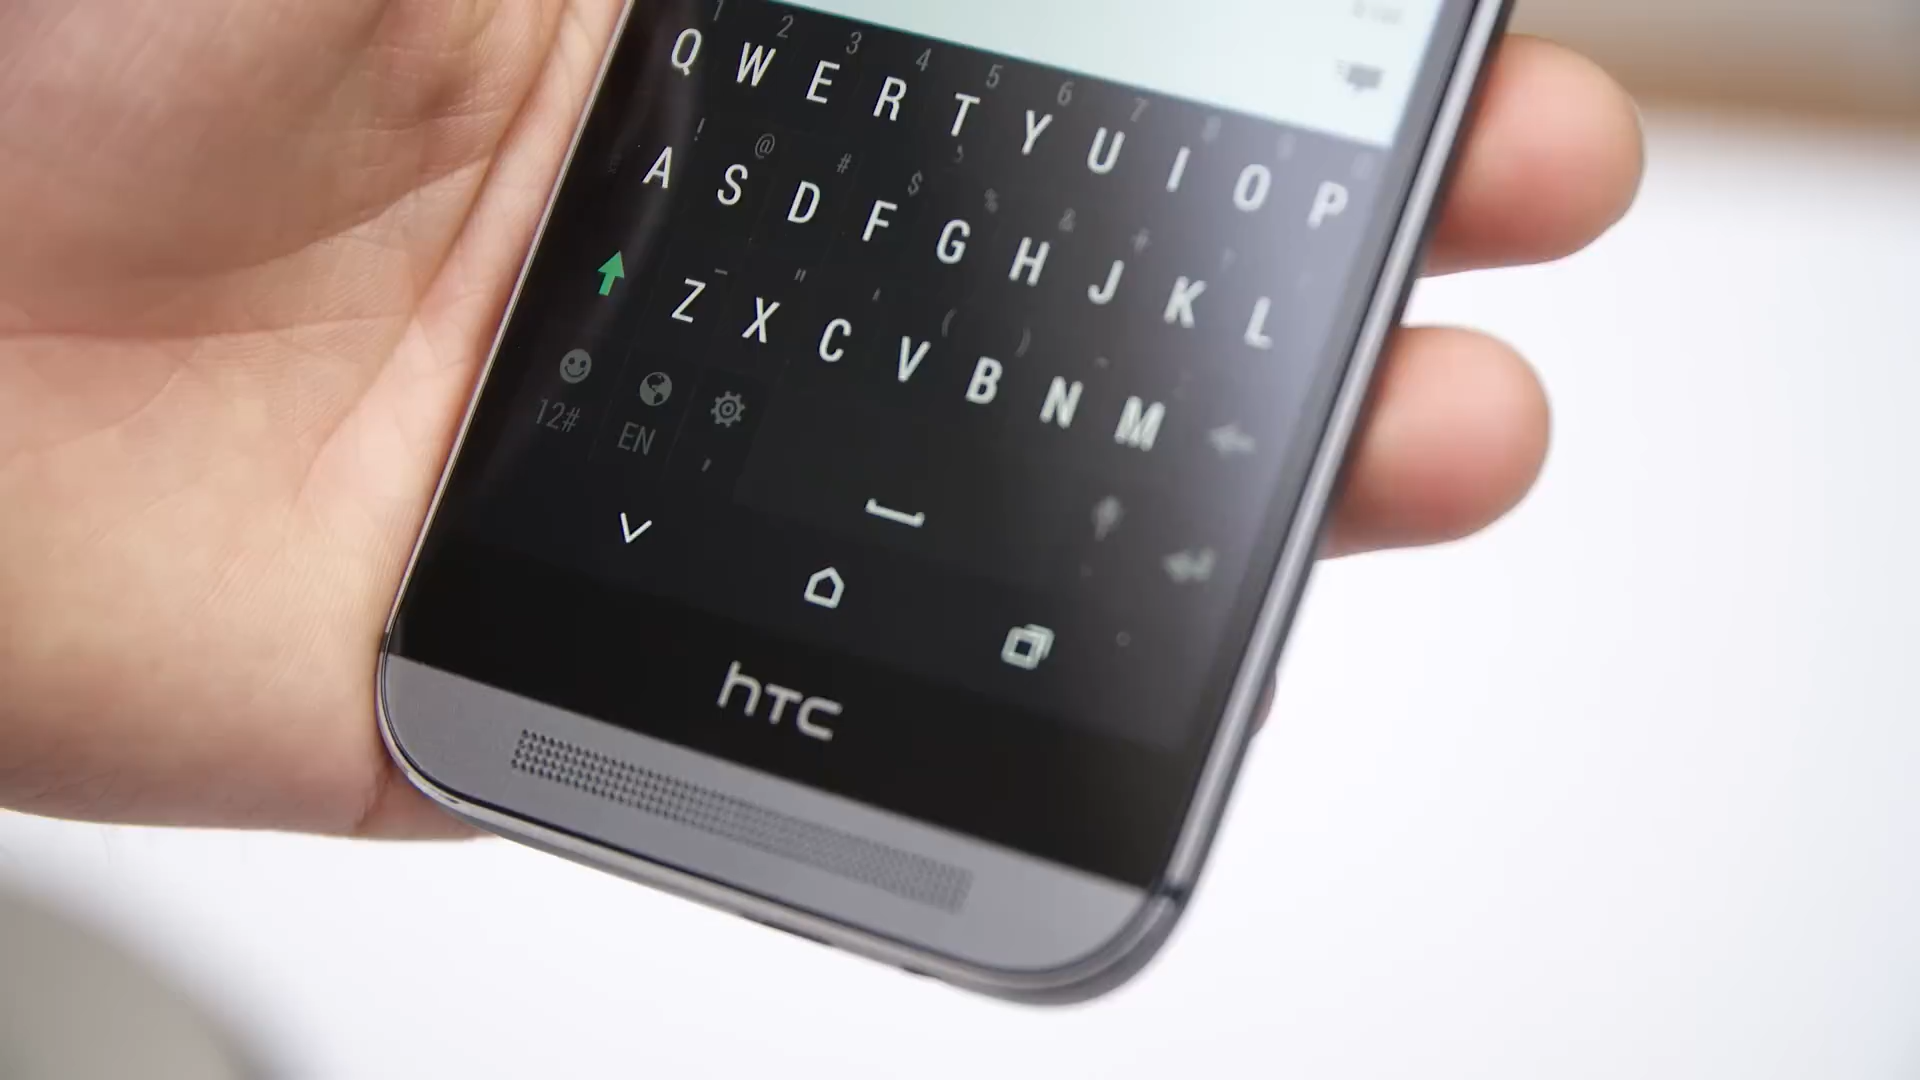 1 2 3 4 5 6 7
Q W E R T Y U I O P
! @ # $ % &
A S D F G H J K L
_ " ' ( )
Z X C V B N M
12# EN ,
hTC